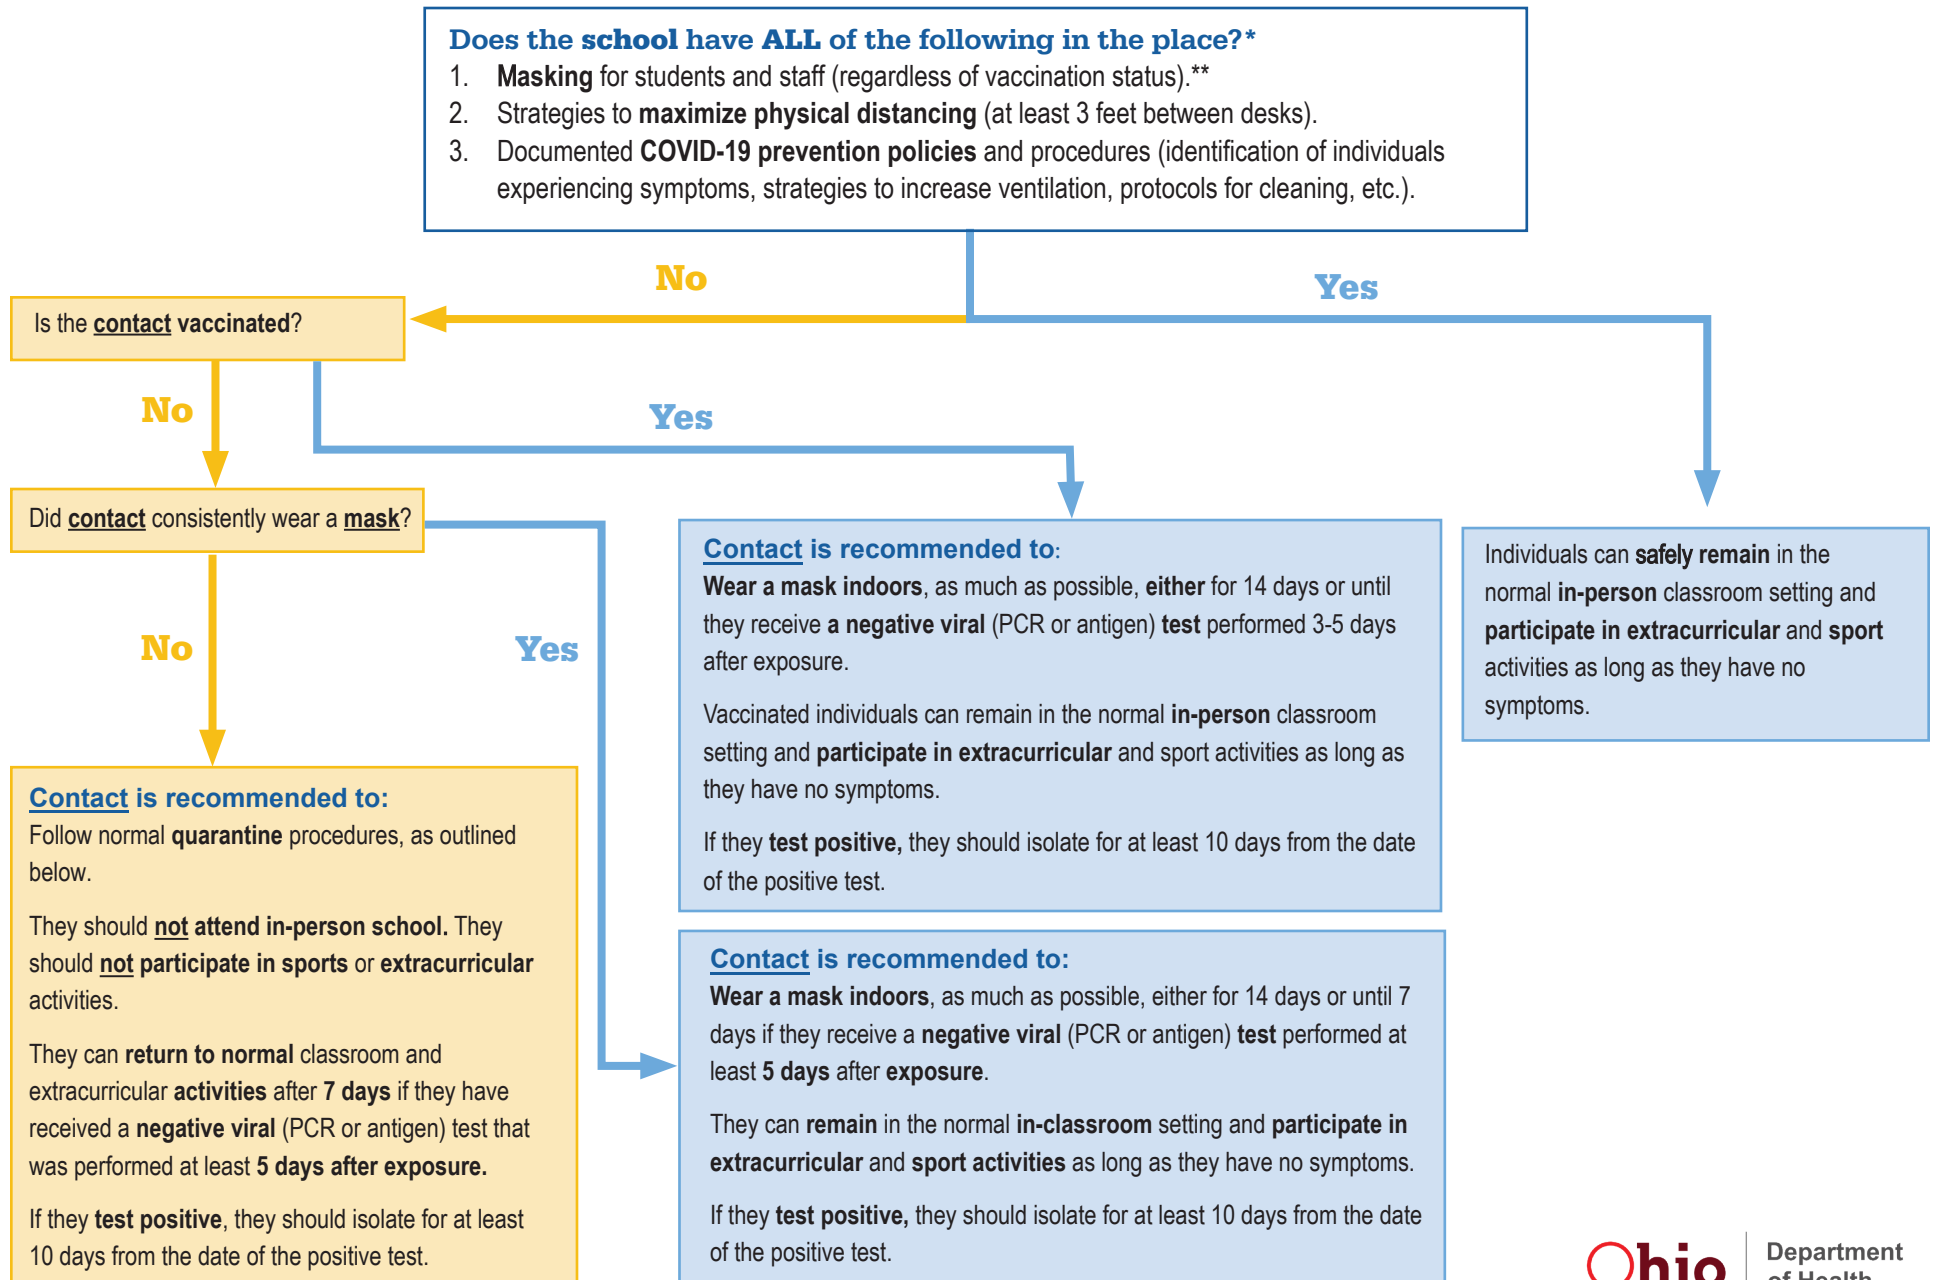 Does the school have ALL of the following in the place?*
1. Masking for students and staff (regardless of vaccination status).**
2. Strategies to maximize physical distancing (at least 3 feet between desks).
3. Documented COVID-19 prevention policies and procedures (identification of individuals
experiencing symptoms, strategies to increase ventilation, protocols for cleaning, etc.).
No
Yes
Is the contact vaccinated?
No
Yes
Did contact consistently wear a mask?
No
Yes
Contact is recommended to:
Wear a mask indoors, as much as possible, either for 14 days or until
they receive a negative viral (PCR or antigen) test performed 3-5 days
after exposure.
Vaccinated individuals can remain in the normal in-person classroom
setting and participate in extracurricular and sport activities as long as
they have no symptoms.
If they test positive, they should isolate for at least 10 days from the date
of the positive test.
Individuals can safely remain in the
normal in-person classroom setting and
participate in extracurricular and sport
activities as long as they have no
symptoms.
Contact is recommended to:
Follow normal quarantine procedures, as outlined
below.
They should not attend in-person school. They
should not participate in sports or extracurricular
activities.
They can return to normal classroom and
extracurricular activities after 7 days if they have
received a negative viral (PCR or antigen) test that
was performed at least 5 days after exposure.
If they test positive, they should isolate for at least
10 days from the date of the positive test.
Contact is recommended to:
Wear a mask indoors, as much as possible, either for 14 days or until 7
days if they receive a negative viral (PCR or antigen) test performed at
least 5 days after exposure.
They can remain in the normal in-classroom setting and participate in
extracurricular and sport activities as long as they have no symptoms.
If they test positive, they should isolate for at least 10 days from the date
of the positive test.
Ohio
Department
of Health